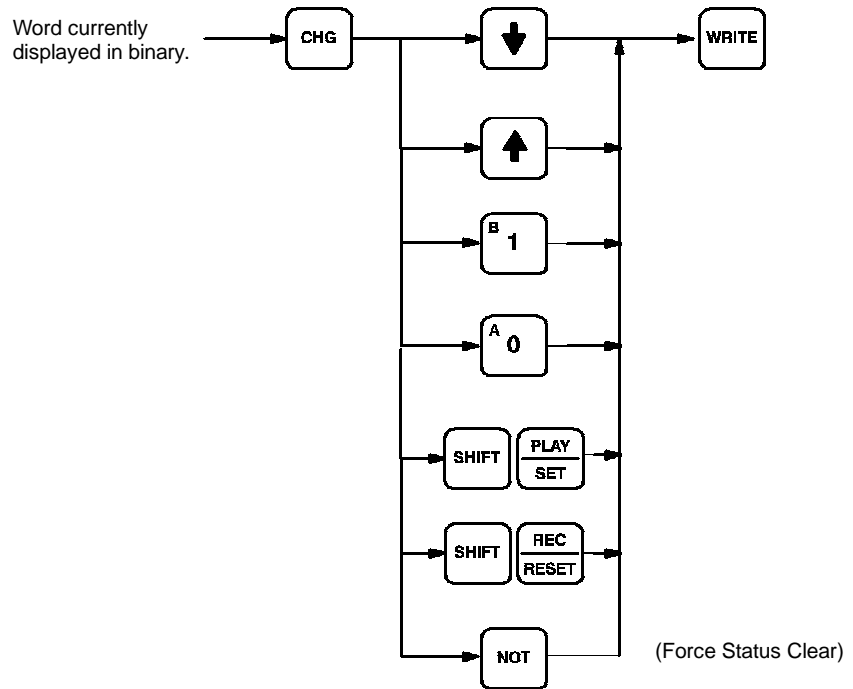 Word currently
displayed in binary.
CHG
WRITE
B
1
A
0
SHIFT PLAY
SET
SHIFT REC
RESET
NOT
(Force Status Clear)